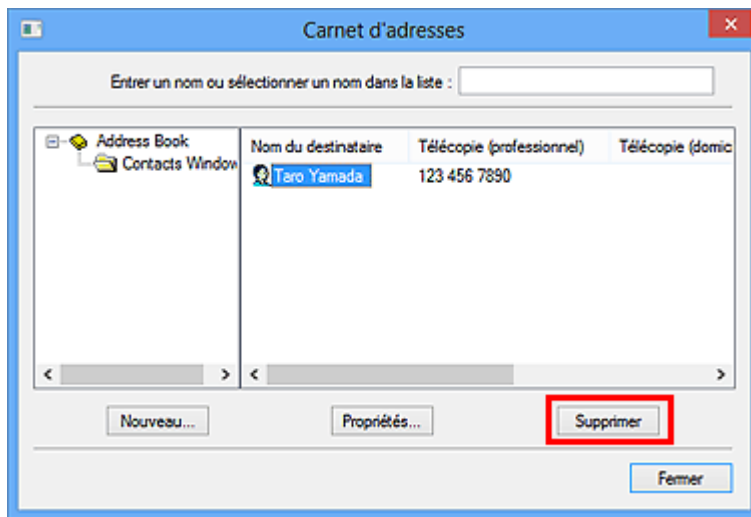 Carnet d'adresses
Entrer un nom ou sélectionner un nom dans la liste :
Address Book
Contacts Window
Nom du destinataire Télécopie (professionnel) Télécopie (domic
Taro Yamada 123 456 7890
Nouveau... Propriétés... Supprimer
Fermer